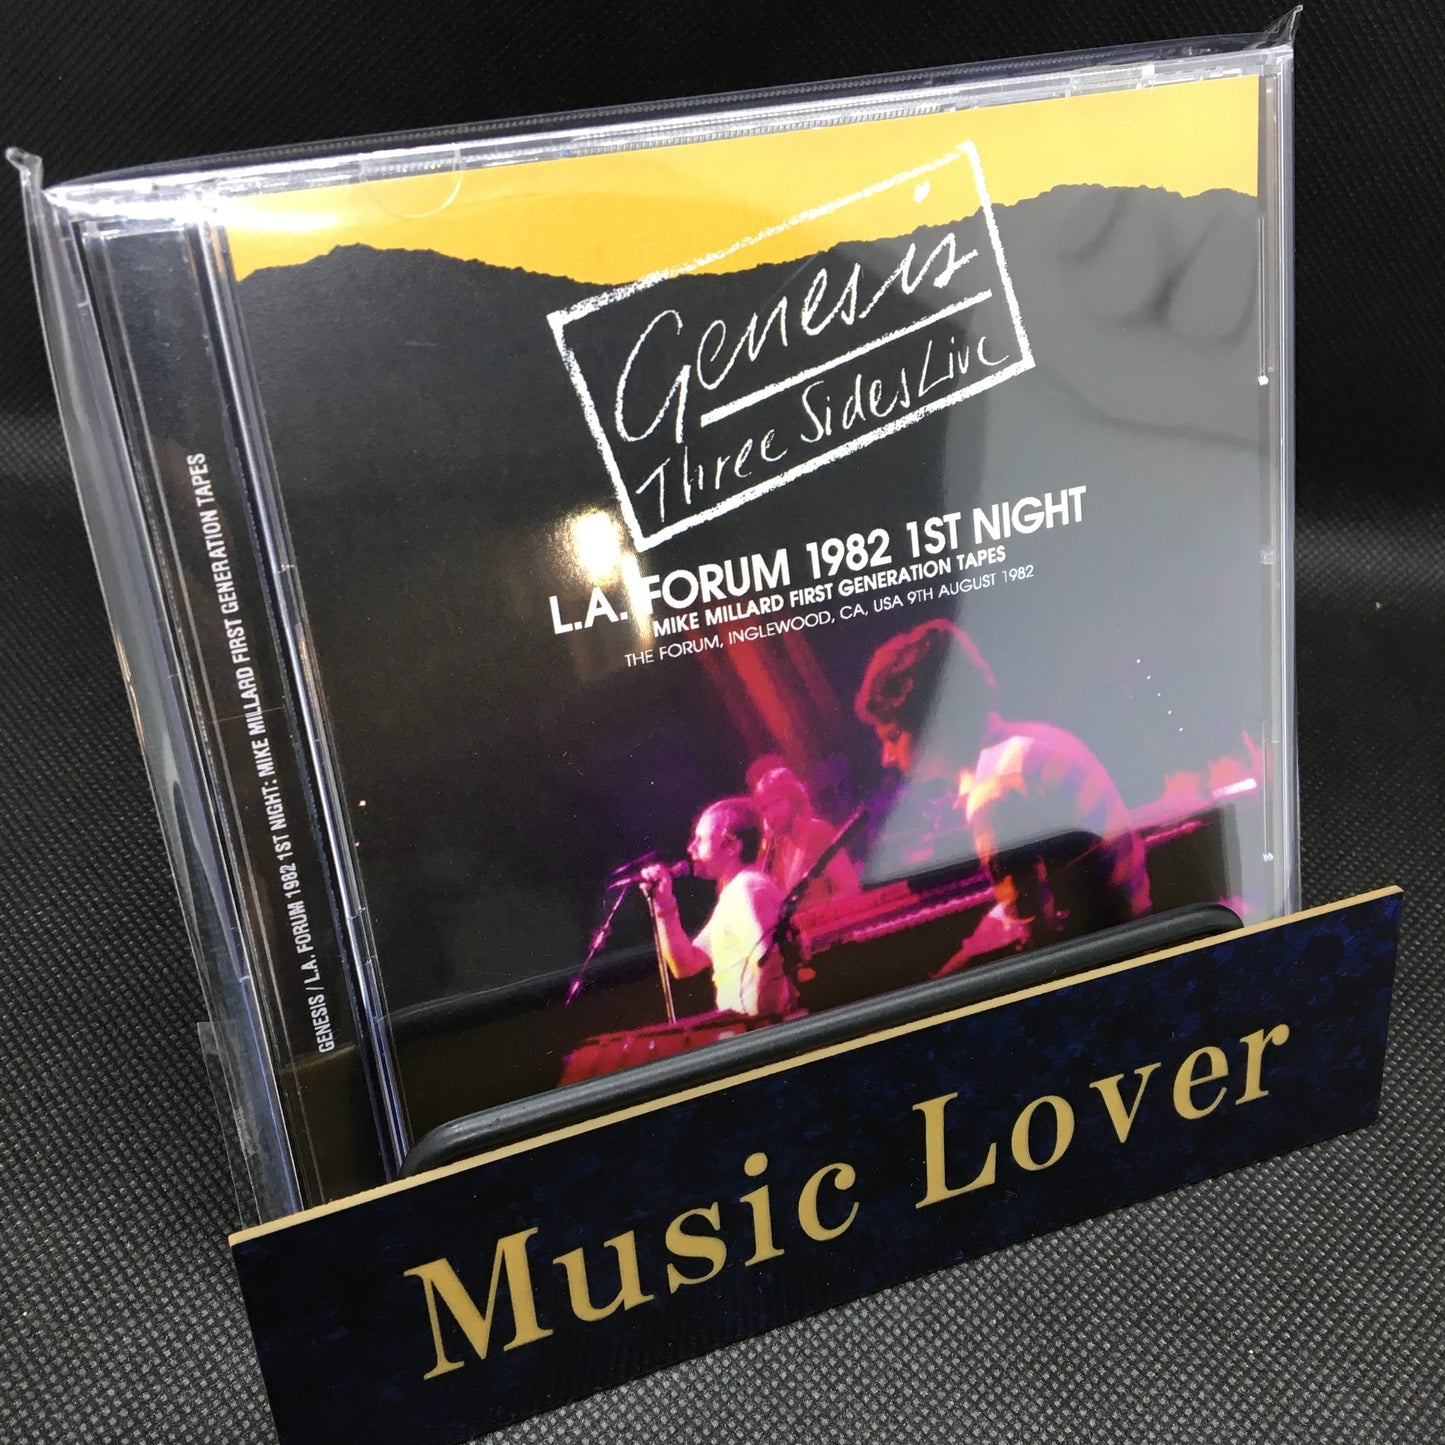 Genesis
Three Sides Live
L.A. FORUM 1982 1ST NIGHT
MIKE MILLARD FIRST GENERATION TAPES
THE FORUM, INGLEWOOD, CA, USA 9TH AUGUST 1982
GENESIS / L.A. FORUM 1982 1ST NIGHT: MIKE MILLARD FIRST GENERATION TAPES
Music Lover